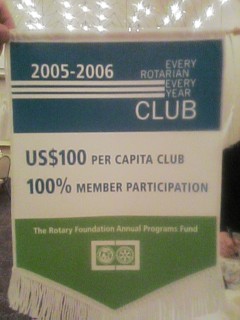 2005-2006
EVERY
ROTARIAN
EVERY
YEAR
CLUB
US$100 PER CAPITA CLUB
100% MEMBER PARTICIPATION
The Rotary Foundation Annual Programs Fund